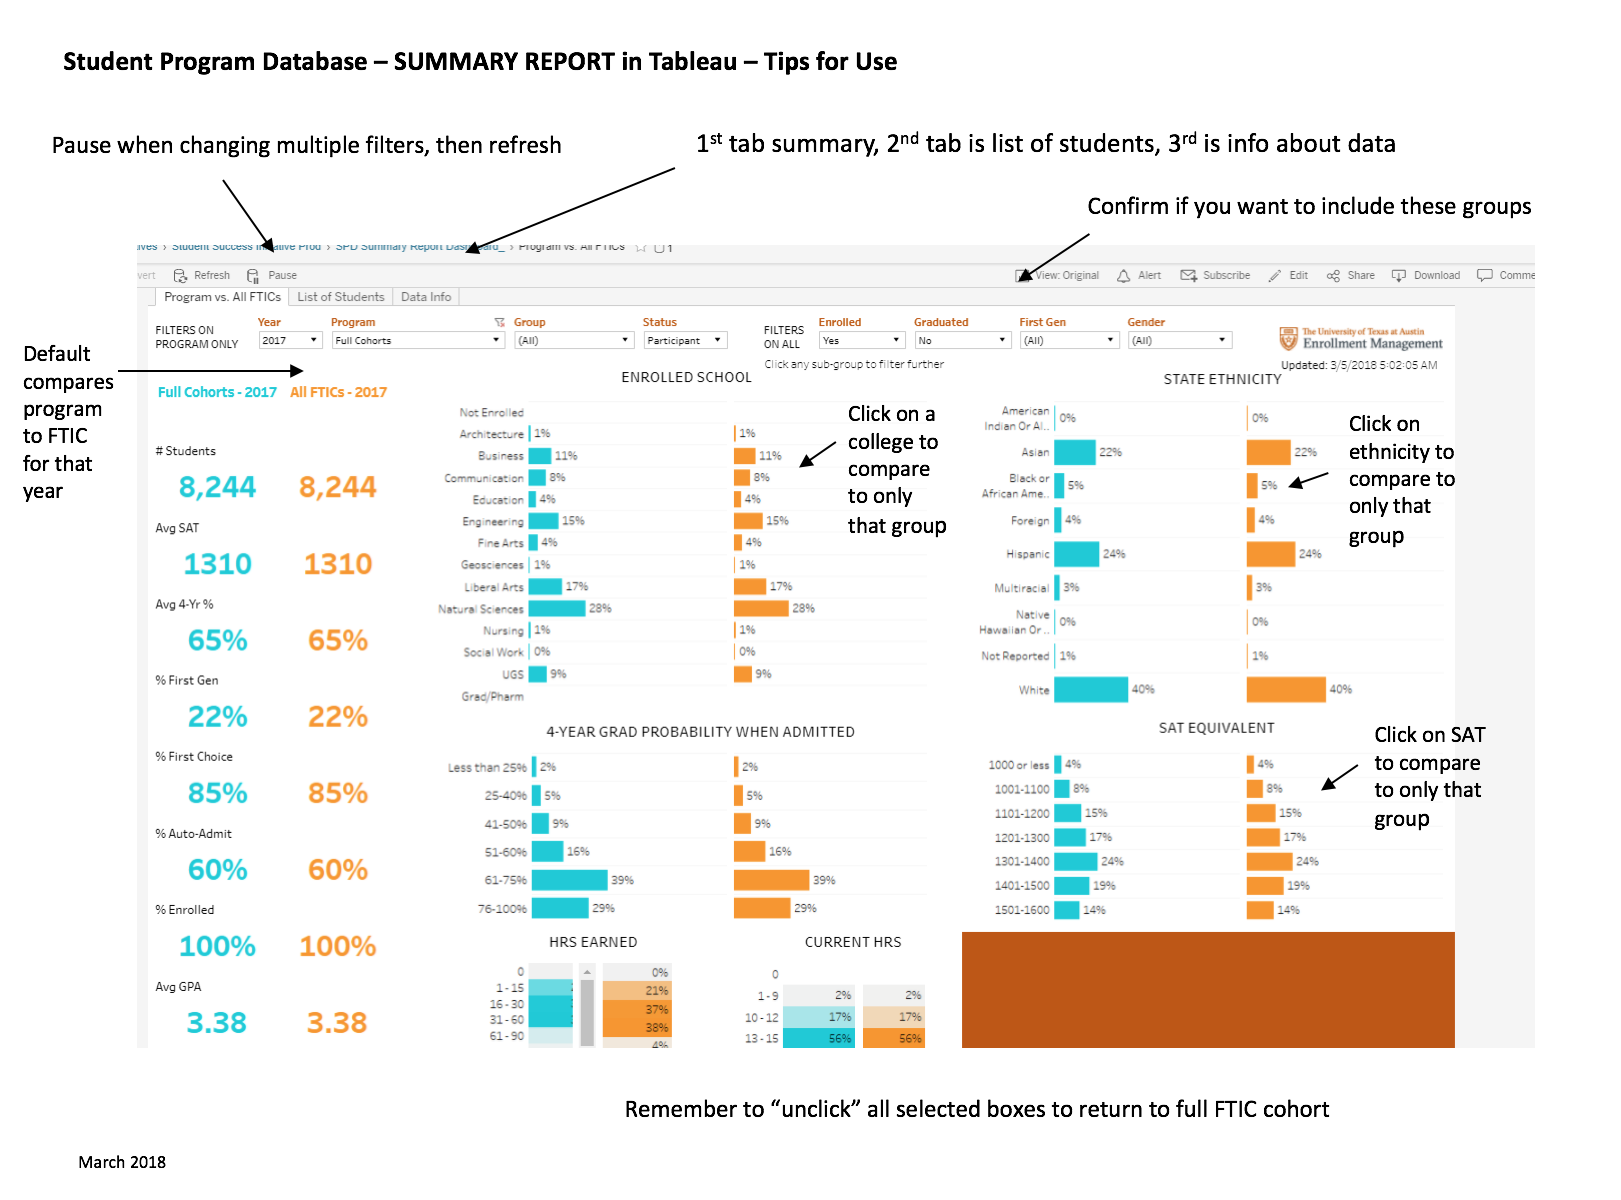 Student Program Database – SUMMARY REPORT in Tableau – Tips for Use
Pause when changing multiple filters, then refresh
1st tab summary, 2nd tab is list of students, 3rd is info about data
Confirm if you want to include these groups
Student Success Initiative Prod › SPD Summary Report Dashboard_ › Program vs. All FTICs 1
Refresh Pause View: Original Alert Subscribe Edit Share Download
Program vs. All FTICs List of Students Data Info
FILTERS ON
PROGRAM ONLY
Year Program Group Status
2017 Full Cohorts (All) Participant
FILTERS
ON ALL
Enrolled Graduated First Gen Gender
Yes No (All) (All)
Click any sub-group to filter further
The University of Texas at Austin
Enrollment Management
Updated: 3/5/2018 5:02:05 AM
Default
compares
program
to FTIC
for that
year
Full Cohorts - 2017 All FTICs - 2017
# Students
8,244 8,244
Avg SAT
1310 1310
Avg 4-Yr %
65% 65%
% First Gen
22% 22%
% First Choice
85% 85%
% Auto-Admit
60% 60%
% Enrolled
100% 100%
Avg GPA
3.38 3.38
ENROLLED SCHOOL
Not Enrolled
Architecture 1% 1%
Business 11% 11%
Communication 8% 8%
Education 4% 4%
Engineering 15% 15%
Fine Arts 4% 4%
Geosciences 1% 1%
Liberal Arts 17% 17%
Natural Sciences 28% 28%
Nursing 1% 1%
Social Work 0% 0%
UGS 9% 9%
Grad/Pharm
Click on a
college to
compare
to only
that group
STATE ETHNICITY
American
Indian Or Al.. 0% 0%
Asian 22% 22%
Black or
African Ame.. 5% 5%
Foreign 4% 4%
Hispanic 24% 24%
Multiracial 3% 3%
Native
Hawaiian Or.. 0% 0%
Not Reported 1% 1%
White 40% 40%
Click on
ethnicity to
compare to
only that
group
4-YEAR GRAD PROBABILITY WHEN ADMITTED
Less than 25% 2% 2%
25-40% 5% 5%
41-50% 9% 9%
51-60% 16% 16%
61-75% 39% 39%
76-100% 29% 29%
SAT EQUIVALENT
1000 or less 4% 4%
1001-1100 8% 8%
1101-1200 15% 15%
1201-1300 17% 17%
1301-1400 24% 24%
1401-1500 19% 19%
1501-1600 14% 14%
Click on SAT
to compare
to only that
group
HRS EARNED
0 0%
1-15 21%
16-30 37%
31-60 38%
61-90 4%
CURRENT HRS
0
1-9 2% 2%
10-12 17% 17%
13-15 56% 56%
Remember to “unclick” all selected boxes to return to full FTIC cohort
March 2018